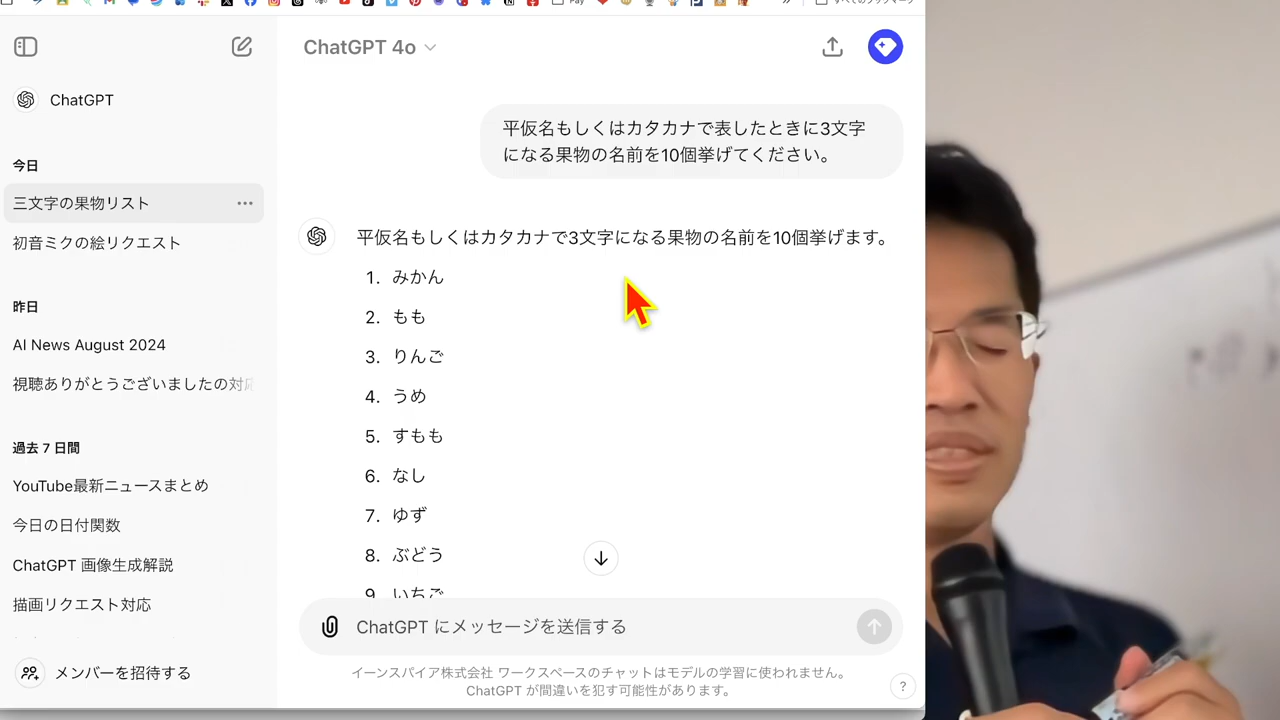 ChatGPT 4o
ChatGPT
今日
三文字の果物リスト
初音ミクの絵リクエスト
昨日
AI News August 2024
視聴ありがとうございましたの対応
過去 7 日間
YouTube最新ニュースまとめ
今日の日付関数
ChatGPT 画像生成解説
描画リクエスト対応
メンバーを招待する
平仮名もしくはカタカナで表したときに3文字
になる果物の名前を10個挙げてください。
平仮名もしくはカタカナで3文字になる果物の名前を10個挙げます。
1. みかん
2. もも
3. りんご
4. うめ
5. すもも
6. なし
7. ゆず
8. ぶどう
9. いちご
ChatGPT にメッセージを送信する
イーンスパイア株式会社 ワークスペースのチャットはモデルの学習に使われません。
ChatGPT が間違いを犯す可能性があります。
?